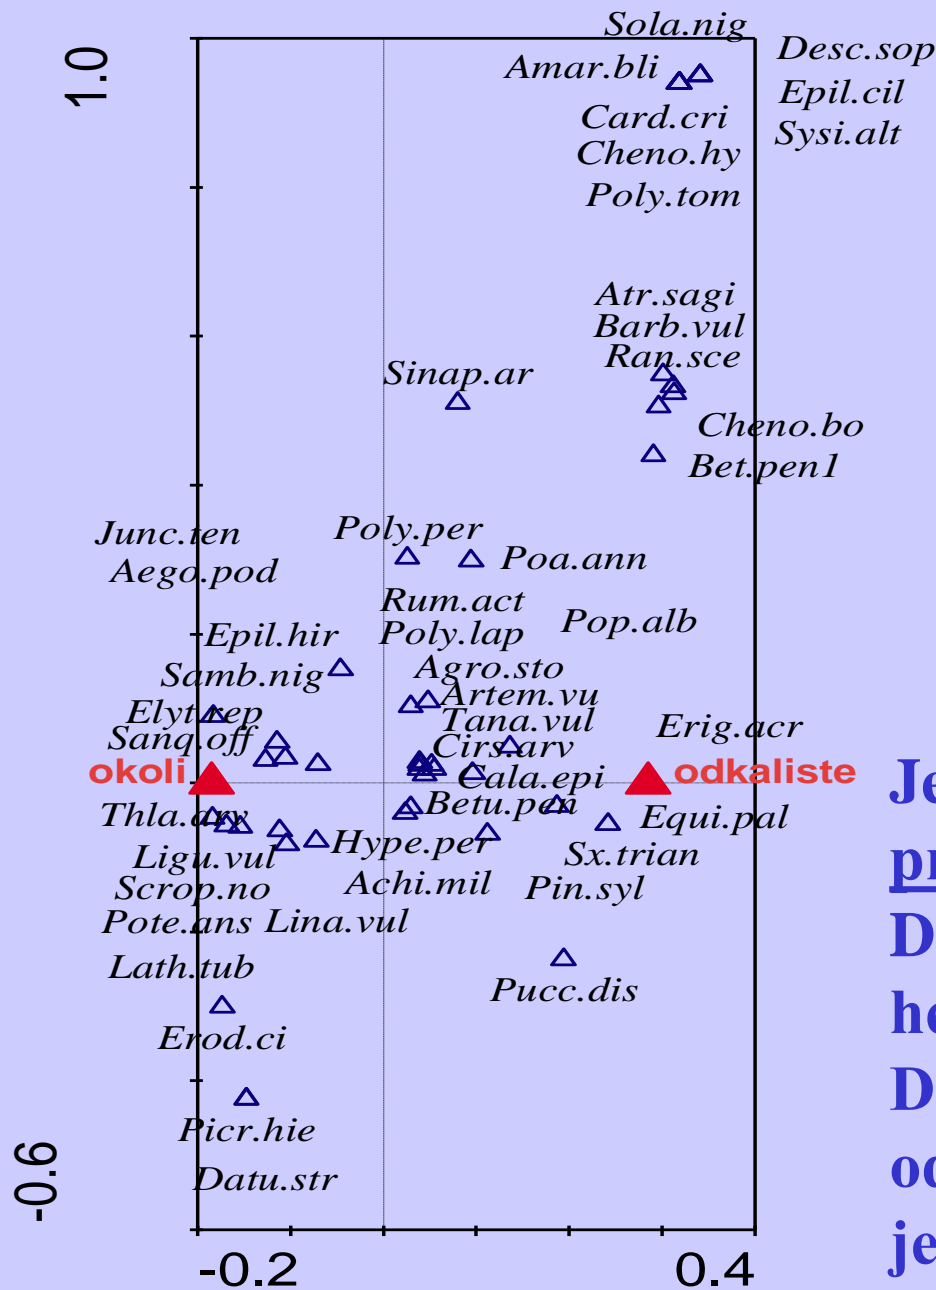 1.0
Sola.nig
Desc.sop
Amar.bli
Epil.cil
Card.cri
Sysi.alt
Cheno.hy
Poly.tom
Atr.sagi
Barb.vul
Ran.sce
Sinap.ar
Cheno.bo
Bet.pen1
Junc.ten
Poly.per
Poa.ann
Aego.pod
Rum.act
Pop.alb
Epil.hir
Poly.lap
Samb.nig
Agro.sto
Artem.vu
Elyt.rep
Tana.vul
Erig.acr
Sanq.off
Cirs.arv
okoli
Cala.epi
odkaliste
Thla.arv
Betu.pen
Equi.pal
Ligu.vul
Hype.per
Sx.trian
Scrop.no
Achi.mil
Pin.syl
Pote.ans
Lina.vul
Lath.tub
Pucc.dis
Erod.ci
Picr.hie
Datu.str
-0.6
-0.2
0.4
Je
pr
D
he
D
od
je